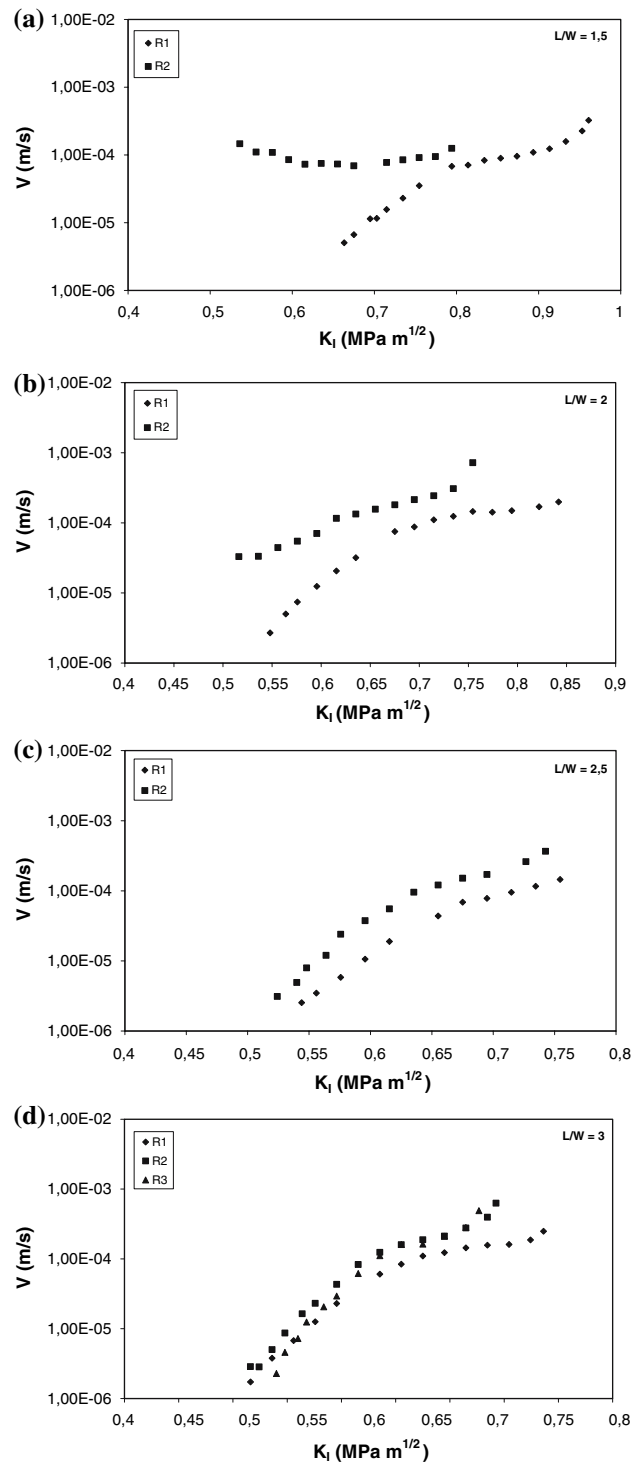 (a)
1,00E-02
R1
R2
L/W = 1,5
1,00E-03
V (m/s)
1,00E-04
1,00E-05
1,00E-06
0,4 0,5 0,6 0,7 0,8 0,9 1
K_I (MPa m^1/2)
(b)
1,00E-02
R1
R2
L/W = 2
1,00E-03
V (m/s)
1,00E-04
1,00E-05
1,00E-06
0,4 0,45 0,5 0,55 0,6 0,65 0,7 0,75 0,8 0,85 0,9
K_I (MPa m^1/2)
(c)
1,00E-02
R1
R2
L/W = 2,5
1,00E-03
V (m/s)
1,00E-04
1,00E-05
1,00E-06
0,4 0,45 0,5 0,55 0,6 0,65 0,7 0,75 0,8
K_I (MPa m^1/2)
(d)
1,00E-02
R1
R2
R3
L/W = 3
1,00E-03
V (m/s)
1,00E-04
1,00E-05
1,00E-06
0,4 0,45 0,5 0,55 0,6 0,65 0,7 0,75 0,8
K_I (MPa m^1/2)